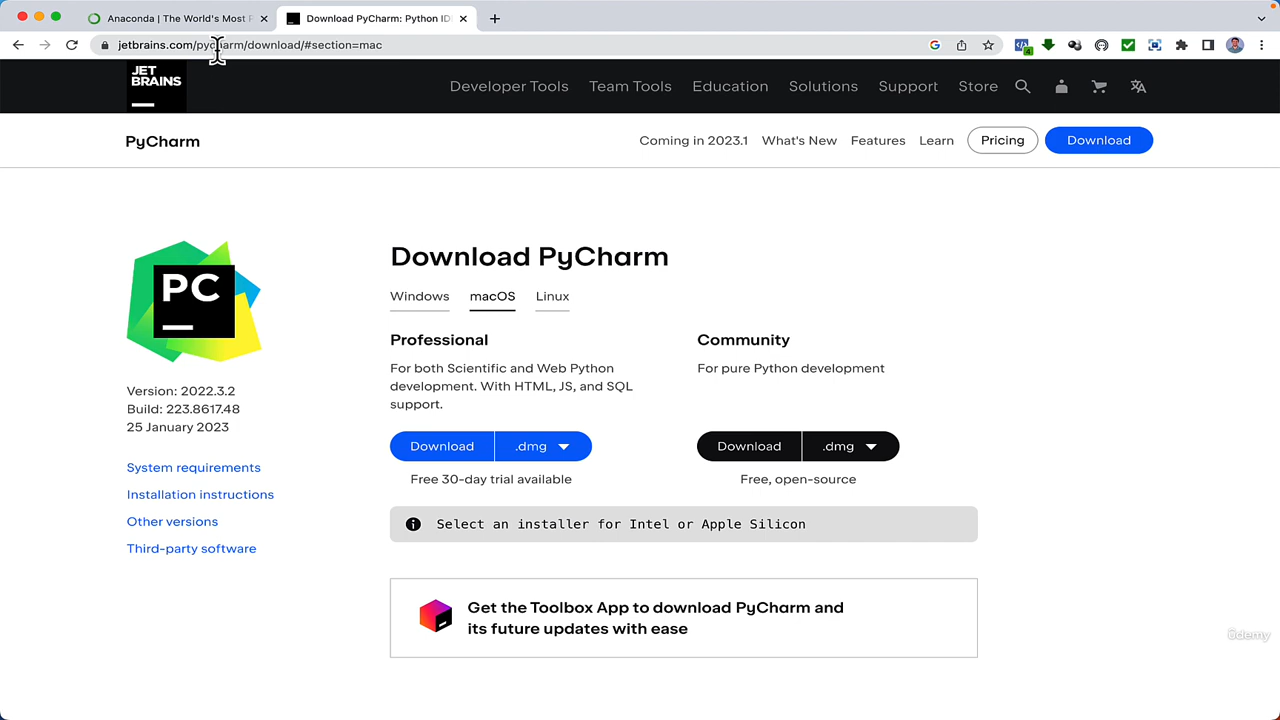 Anaconda | The World's Most P
Download PyCharm: Python ID
jetbrains.com/pycharm/download/#section=mac
4
JET
BRAINS
Developer Tools
Team Tools
Education
Solutions
Support
Store
PyCharm
Coming in 2023.1
What's New
Features
Learn
Pricing
Download
PC
Version: 2022.3.2
Build: 223.8617.48
25 January 2023
System requirements
Installation instructions
Other versions
Third-party software
Download PyCharm
Windows
macOS
Linux
Professional
For both Scientific and Web Python
development. With HTML, JS, and SQL
support.
Download
.dmg
Free 30-day trial available
Community
For pure Python development
Download
.dmg
Free, open-source
Select an installer for Intel or Apple Silicon
Get the Toolbox App to download PyCharm and
its future updates with ease
ûdemy